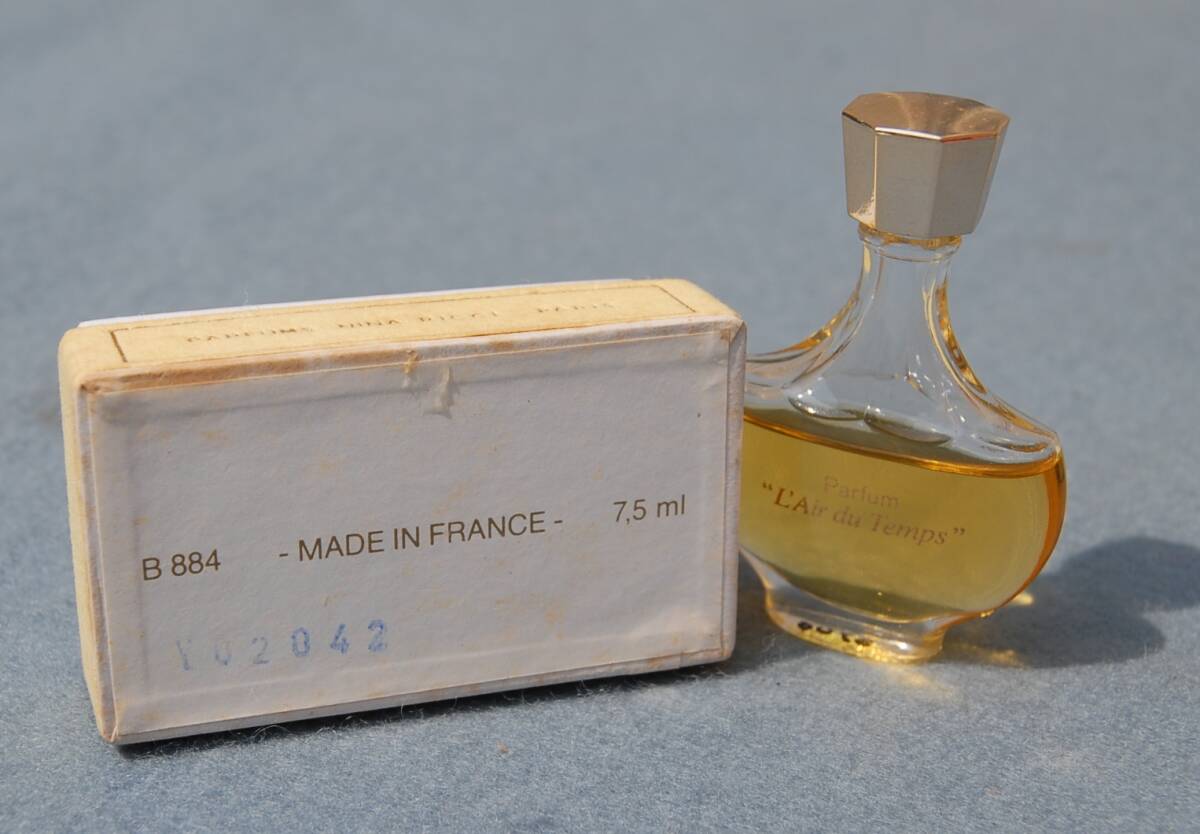 PARFUMS NINA RICCI PARIS
B 884 - MADE IN FRANCE - 7,5 ml
Y02042
Parfum
“L'Air du Temps”